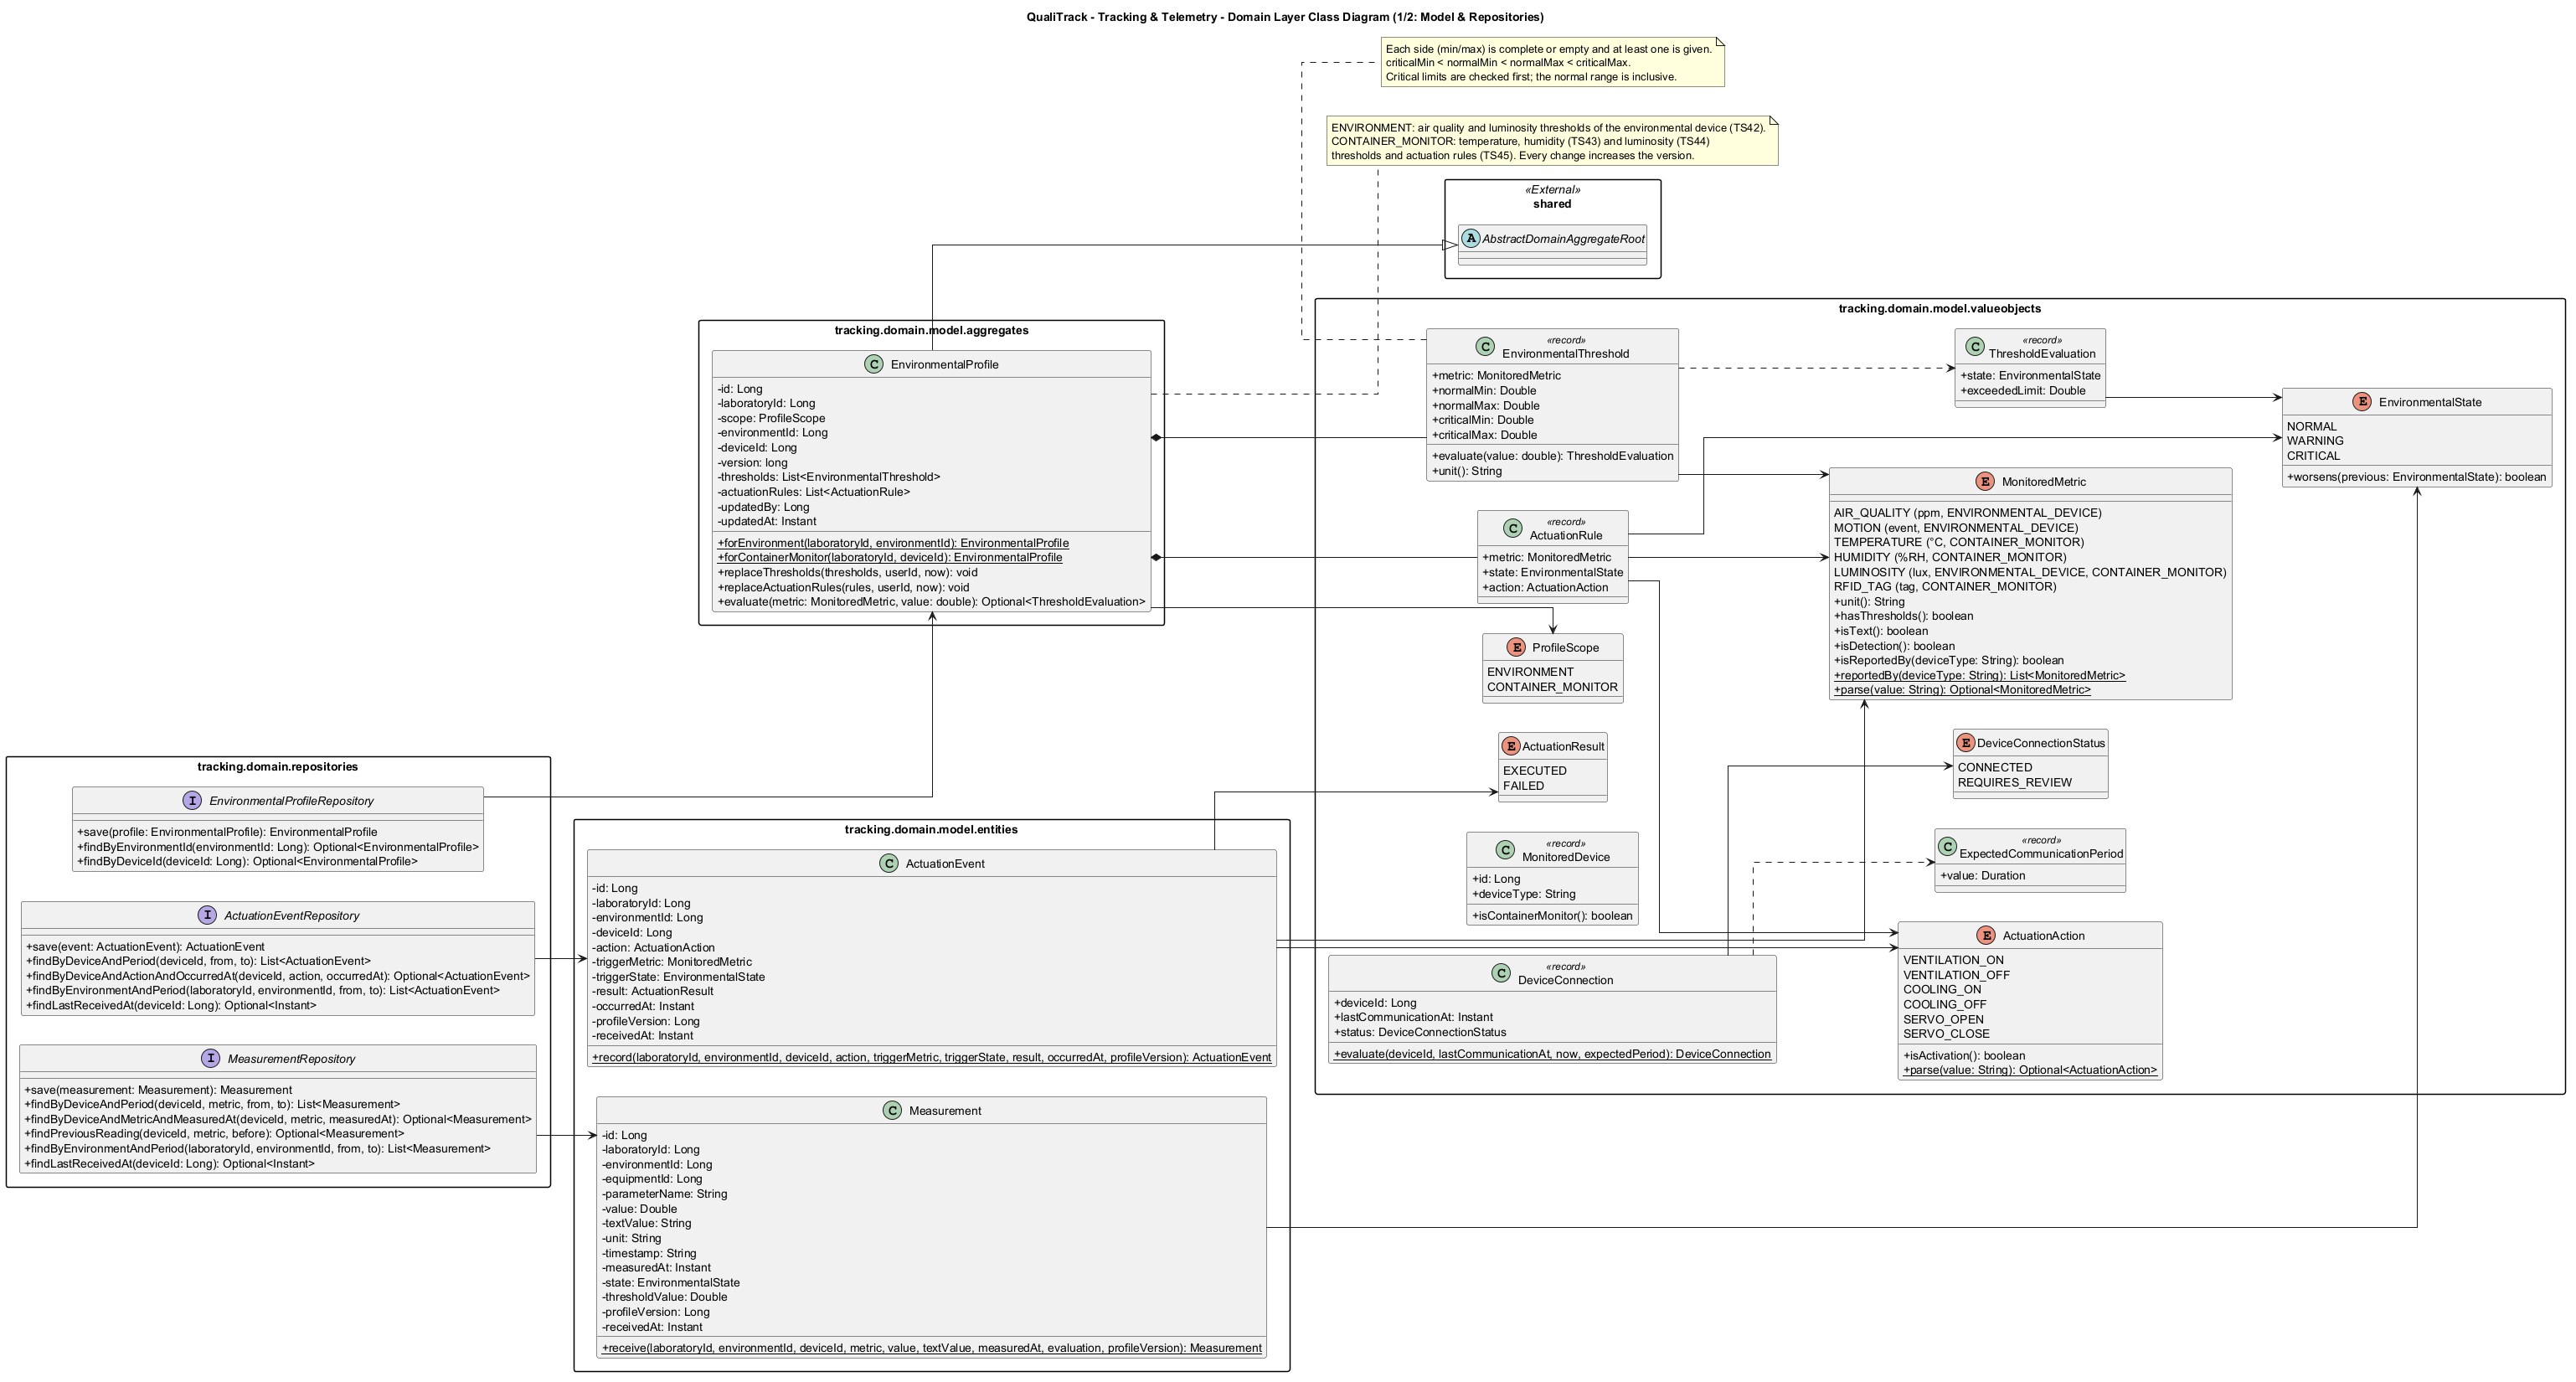 QualiTrack - Tracking & Telemetry - Domain Layer Class Diagram (1/2: Model & Repositories)
Each side (min/max) is complete or empty and at least one is given.
criticalMin < normalMin < normalMax < criticalMax.
Critical limits are checked first; the normal range is inclusive.
ENVIRONMENT: air quality and luminosity thresholds of the environmental device (TS42).
CONTAINER_MONITOR: temperature, humidity (TS43) and luminosity (TS44)
thresholds and actuation rules (TS45). Every change increases the version.
«External»
shared
A AbstractDomainAggregateRoot
tracking.domain.model.aggregates
C EnvironmentalProfile
-id: Long
-laboratoryId: Long
-scope: ProfileScope
-environmentId: Long
-deviceId: Long
-version: long
-thresholds: List<EnvironmentalThreshold>
-actuationRules: List<ActuationRule>
-updatedBy: Long
-updatedAt: Instant
+forEnvironment(laboratoryId, environmentId): EnvironmentalProfile
+forContainerMonitor(laboratoryId, deviceId): EnvironmentalProfile
+replaceThresholds(thresholds, userId, now): void
+replaceActuationRules(rules, userId, now): void
+evaluate(metric: MonitoredMetric, value: double): Optional<ThresholdEvaluation>
tracking.domain.model.valueobjects
«record»
C EnvironmentalThreshold
+metric: MonitoredMetric
+normalMin: Double
+normalMax: Double
+criticalMin: Double
+criticalMax: Double
+evaluate(value: double): ThresholdEvaluation
+unit(): String
«record»
C ThresholdEvaluation
+state: EnvironmentalState
+exceededLimit: Double
E EnvironmentalState
NORMAL
WARNING
CRITICAL
+worsens(previous: EnvironmentalState): boolean
«record»
C ActuationRule
+metric: MonitoredMetric
+state: EnvironmentalState
+action: ActuationAction
E MonitoredMetric
AIR_QUALITY (ppm, ENVIRONMENTAL_DEVICE)
MOTION (event, ENVIRONMENTAL_DEVICE)
TEMPERATURE (°C, CONTAINER_MONITOR)
HUMIDITY (%RH, CONTAINER_MONITOR)
LUMINOSITY (lux, ENVIRONMENTAL_DEVICE, CONTAINER_MONITOR)
RFID_TAG (tag, CONTAINER_MONITOR)
+unit(): String
+hasThresholds(): boolean
+isText(): boolean
+isDetection(): boolean
+isReportedBy(deviceType: String): boolean
+reportedBy(deviceType: String): List<MonitoredMetric>
+parse(value: String): Optional<MonitoredMetric>
E ProfileScope
ENVIRONMENT
CONTAINER_MONITOR
E ActuationResult
EXECUTED
FAILED
E DeviceConnectionStatus
CONNECTED
REQUIRES_REVIEW
«record»
C MonitoredDevice
+id: Long
+deviceType: String
+isContainerMonitor(): boolean
«record»
C ExpectedCommunicationPeriod
+value: Duration
«record»
C DeviceConnection
+deviceId: Long
+lastCommunicationAt: Instant
+status: DeviceConnectionStatus
+evaluate(deviceId, lastCommunicationAt, now, expectedPeriod): DeviceConnection
E ActuationAction
VENTILATION_ON
VENTILATION_OFF
COOLING_ON
COOLING_OFF
SERVO_OPEN
SERVO_CLOSE
+isActivation(): boolean
+parse(value: String): Optional<ActuationAction>
tracking.domain.repositories
I EnvironmentalProfileRepository
+save(profile: EnvironmentalProfile): EnvironmentalProfile
+findByEnvironmentId(environmentId: Long): Optional<EnvironmentalProfile>
+findByDeviceId(deviceId: Long): Optional<EnvironmentalProfile>
I ActuationEventRepository
+save(event: ActuationEvent): ActuationEvent
+findByDeviceAndPeriod(deviceId, from, to): List<ActuationEvent>
+findByDeviceAndActionAndOccurredAt(deviceId, action, occurredAt): Optional<ActuationEvent>
+findByEnvironmentAndPeriod(laboratoryId, environmentId, from, to): List<ActuationEvent>
+findLastReceivedAt(deviceId: Long): Optional<Instant>
I MeasurementRepository
+save(measurement: Measurement): Measurement
+findByDeviceAndPeriod(deviceId, metric, from, to): List<Measurement>
+findByDeviceAndMetricAndMeasuredAt(deviceId, metric, measuredAt): Optional<Measurement>
+findPreviousReading(deviceId, metric, before): Optional<Measurement>
+findByEnvironmentAndPeriod(laboratoryId, environmentId, from, to): List<Measurement>
+findLastReceivedAt(deviceId: Long): Optional<Instant>
tracking.domain.model.entities
C ActuationEvent
-id: Long
-laboratoryId: Long
-environmentId: Long
-deviceId: Long
-action: ActuationAction
-triggerMetric: MonitoredMetric
-triggerState: EnvironmentalState
-result: ActuationResult
-occurredAt: Instant
-profileVersion: Long
-receivedAt: Instant
+record(laboratoryId, environmentId, deviceId, action, triggerMetric, triggerState, result, occurredAt, profileVersion): ActuationEvent
C Measurement
-id: Long
-laboratoryId: Long
-environmentId: Long
-equipmentId: Long
-parameterName: String
-value: Double
-textValue: String
-unit: String
-timestamp: String
-measuredAt: Instant
-state: EnvironmentalState
-thresholdValue: Double
-profileVersion: Long
-receivedAt: Instant
+receive(laboratoryId, environmentId, deviceId, metric, value, textValue, measuredAt, evaluation, profileVersion): Measurement